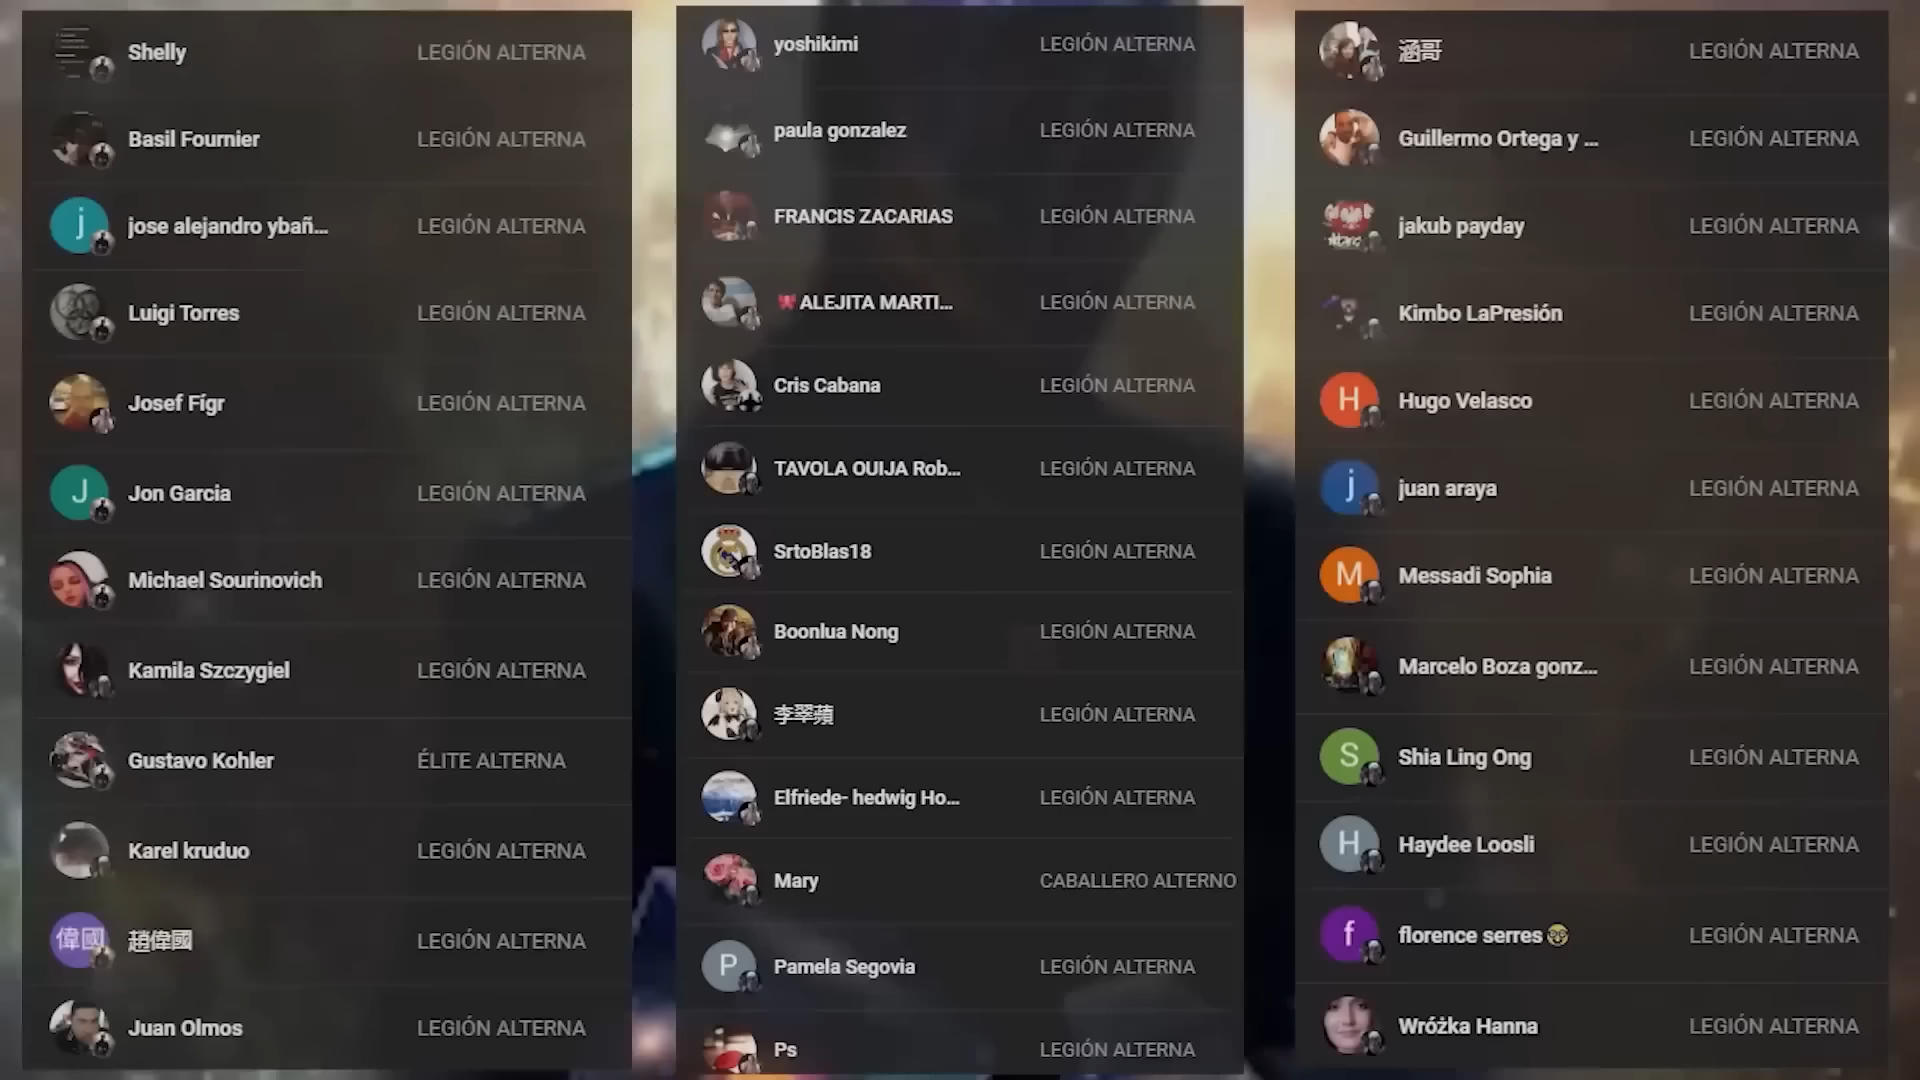 Shelly LEGIÓN ALTERNA
Basil Fournier LEGIÓN ALTERNA
j jose alejandro ybañ... LEGIÓN ALTERNA
Luigi Torres LEGIÓN ALTERNA
Josef Fígr LEGIÓN ALTERNA
J Jon Garcia LEGIÓN ALTERNA
Michael Sourinovich LEGIÓN ALTERNA
Kamila Szczygiel LEGIÓN ALTERNA
Gustavo Kohler ÉLITE ALTERNA
Karel kruduo LEGIÓN ALTERNA
偉國 趙偉國 LEGIÓN ALTERNA
Juan Olmos LEGIÓN ALTERNA
yoshikimi LEGIÓN ALTERNA
paula gonzalez LEGIÓN ALTERNA
FRANCIS ZACARIAS LEGIÓN ALTERNA
🎀ALEJITA MARTI... LEGIÓN ALTERNA
Cris Cabana LEGIÓN ALTERNA
TAVOLA OUIJA Rob... LEGIÓN ALTERNA
SrtoBlas18 LEGIÓN ALTERNA
Boonlua Nong LEGIÓN ALTERNA
李翠蘋 LEGIÓN ALTERNA
Elfriede- hedwig Ho... LEGIÓN ALTERNA
Mary CABALLERO ALTERNO
P Pamela Segovia LEGIÓN ALTERNA
Ps LEGIÓN ALTERNA
涵哥 LEGIÓN ALTERNA
Guillermo Ortega y ... LEGIÓN ALTERNA
jakub payday LEGIÓN ALTERNA
Kimbo LaPresión LEGIÓN ALTERNA
H Hugo Velasco LEGIÓN ALTERNA
j juan araya LEGIÓN ALTERNA
M Messadi Sophia LEGIÓN ALTERNA
Marcelo Boza gonz... LEGIÓN ALTERNA
S Shia Ling Ong LEGIÓN ALTERNA
H Haydee Loosli LEGIÓN ALTERNA
f florence serres🤓 LEGIÓN ALTERNA
Wróżka Hanna LEGIÓN ALTERNA